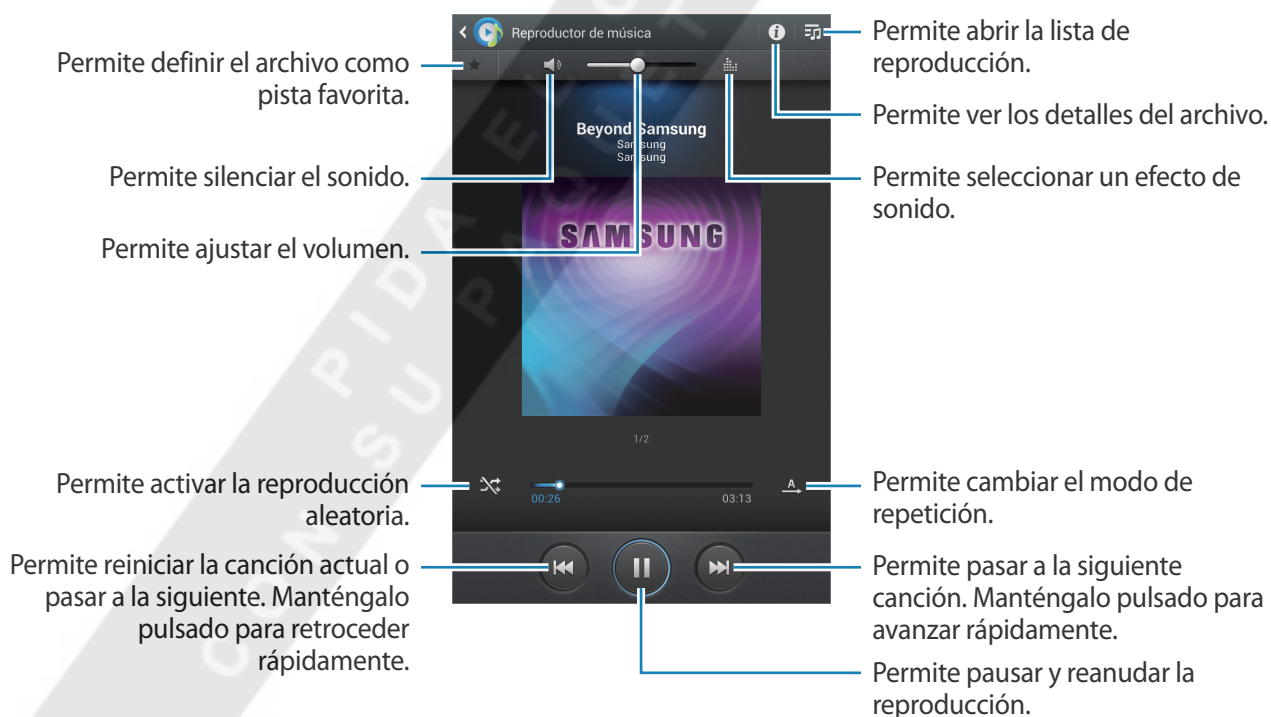 Reproductor de música
Permite definir el archivo como
pista favorita.
Permite silenciar el sonido.
Permite ajustar el volumen.
Permite abrir la lista de
reproducción.
Permite ver los detalles del archivo.
Permite seleccionar un efecto de
sonido.
Beyond Samsung
Samsung
Samsung
SAMSUNG
1/2
00:26
03:13
A
Permite activar la reproducción
aleatoria.
Permite reiniciar la canción actual o
pasar a la siguiente. Manténgalo
pulsado para retroceder
rápidamente.
Permite cambiar el modo de
repetición.
Permite pasar a la siguiente
canción. Manténgalo pulsado para
avanzar rápidamente.
Permite pausar y reanudar la
reproducción.
PIDA E
CONSU PAQUET